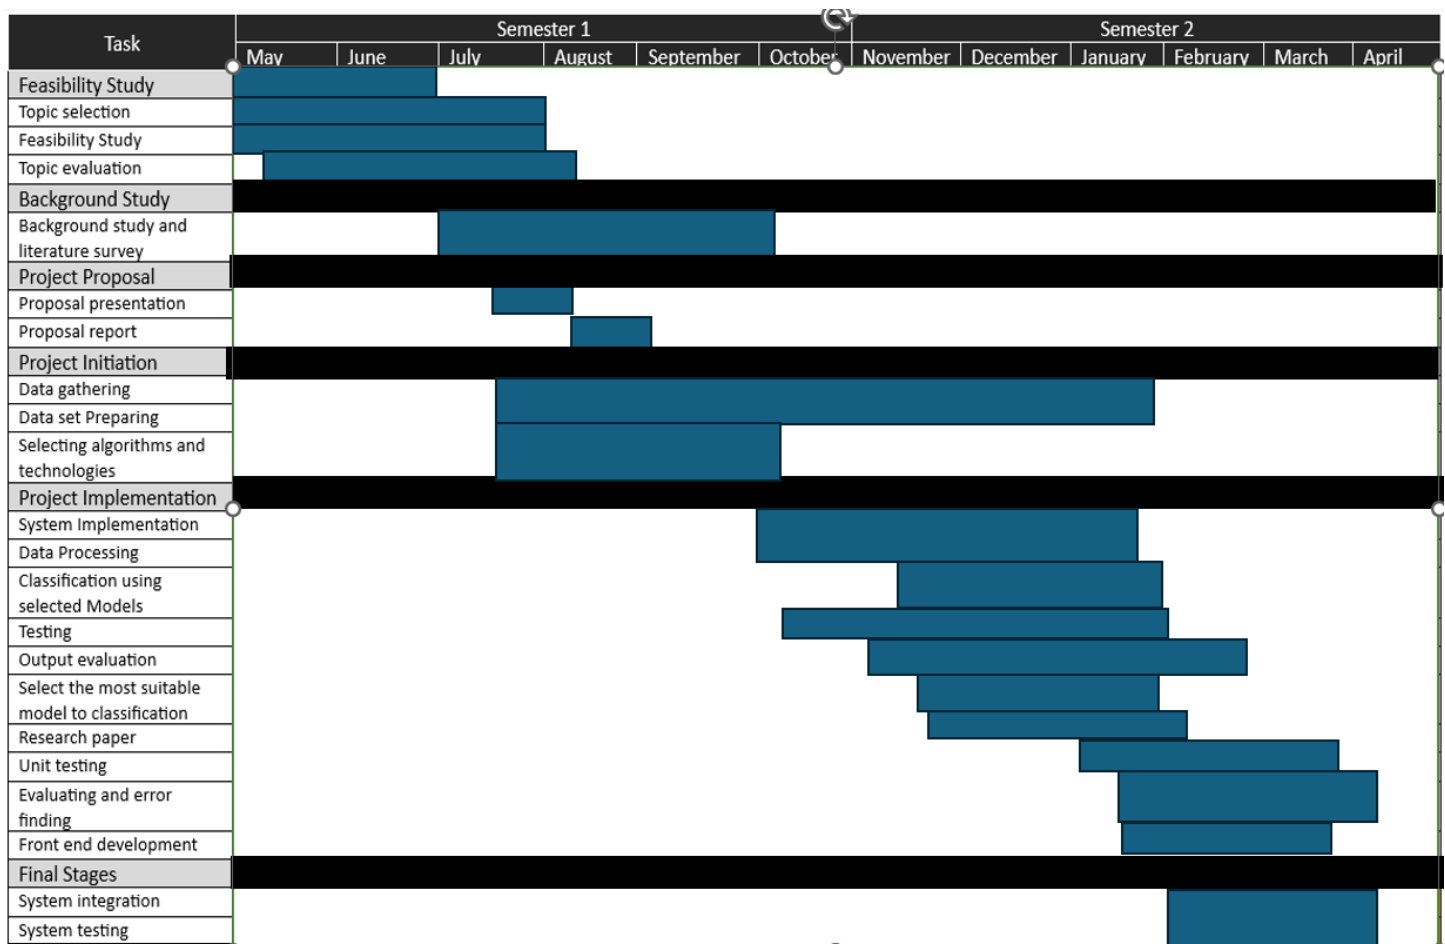 Task
Semester 1
Semester 2
May
June
July
August
September
October
November
December
January
February
March
April
Feasibility Study
Topic selection
Feasibility Study
Topic evaluation
Background Study
Background study and
literature survey
Project Proposal
Proposal presentation
Proposal report
Project Initiation
Data gathering
Data set Preparing
Selecting algorithms and
technologies
Project Implementation
System Implementation
Data Processing
Classification using
selected Models
Testing
Output evaluation
Select the most suitable
model to classification
Research paper
Unit testing
Evaluating and error
finding
Front end development
Final Stages
System integration
System testing